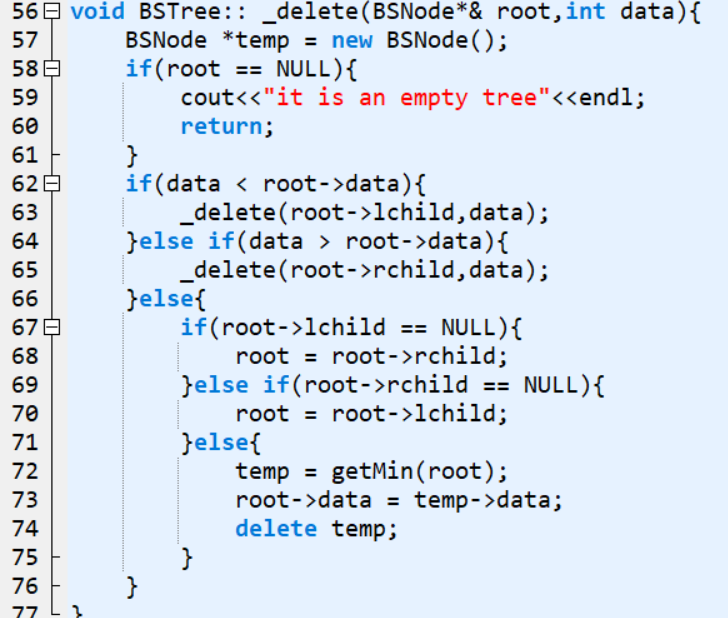 56 void BSTree:: _delete(BSNode*& root,int data){
57     BSNode *temp = new BSNode();
58     if(root == NULL){
59         cout<<"it is an empty tree"<<endl;
60         return;
61     }
62     if(data < root->data){
63         _delete(root->lchild,data);
64     }else if(data > root->data){
65         _delete(root->rchild,data);
66     }else{
67         if(root->lchild == NULL){
68             root = root->rchild;
69         }else if(root->rchild == NULL){
70             root = root->lchild;
71         }else{
72             temp = getMin(root);
73             root->data = temp->data;
74             delete temp;
75         }
76     }
77 }